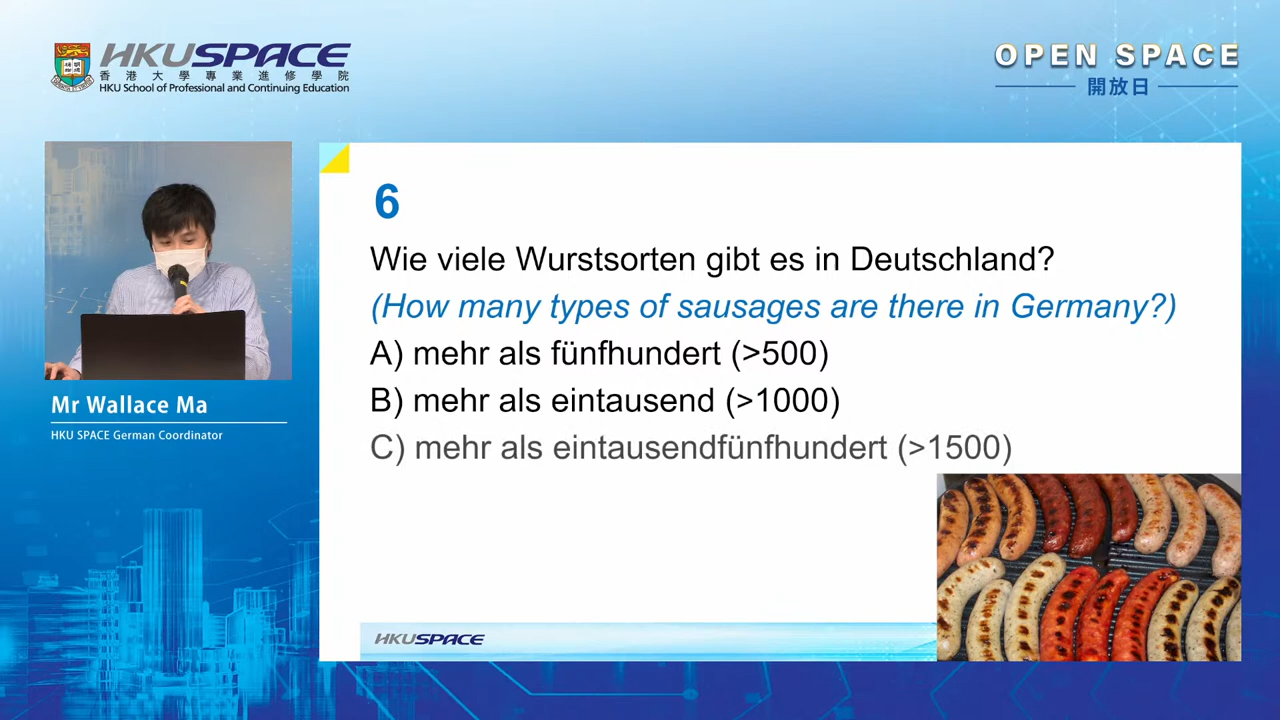 HKUSPACE
香港大學專業進修學院
HKU School of Professional and Continuing Education
OPEN SPACE
開放日
6
Wie viele Wurstsorten gibt es in Deutschland?
(How many types of sausages are there in Germany?)
A) mehr als fünfhundert (>500)
B) mehr als eintausend (>1000)
C) mehr als eintausendfünfhundert (>1500)
Mr Wallace Ma
HKU SPACE German Coordinator
HKUSPACE